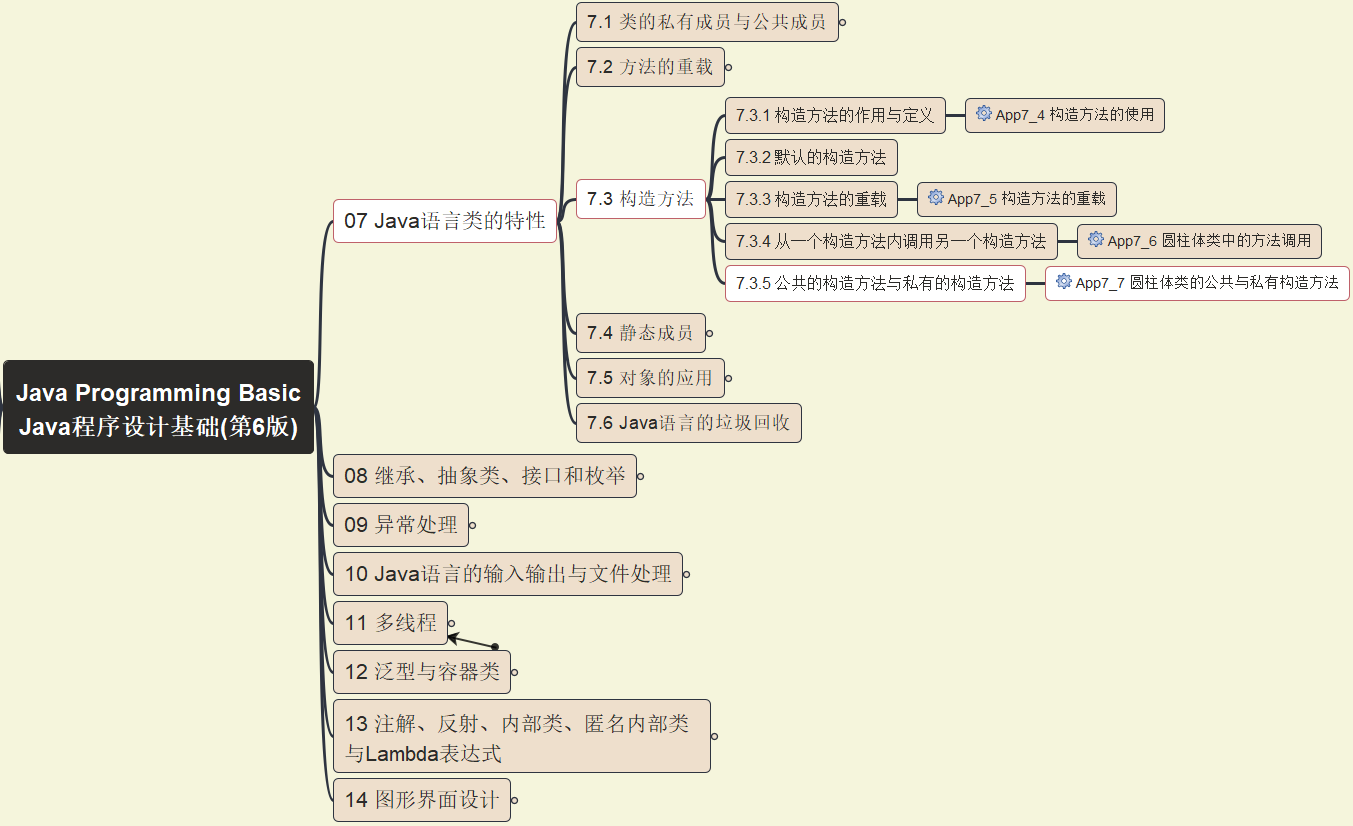 Java Programming Basic
Java程序设计基础(第6版)
07 Java语言类的特性
7.1 类的私有成员与公共成员
7.2 方法的重载
7.3 构造方法
7.3.1 构造方法的作用与定义
App7_4 构造方法的使用
7.3.2 默认的构造方法
7.3.3 构造方法的重载
App7_5 构造方法的重载
7.3.4 从一个构造方法内调用另一个构造方法
App7_6 圆柱体类中的方法调用
7.3.5 公共的构造方法与私有的构造方法
App7_7 圆柱体类的公共与私有构造方法
7.4 静态成员
7.5 对象的应用
7.6 Java语言的垃圾回收
08 继承、抽象类、接口和枚举
09 异常处理
10 Java语言的输入输出与文件处理
11 多线程
12 泛型与容器类
13 注解、反射、内部类、匿名内部类
与Lambda表达式
14 图形界面设计